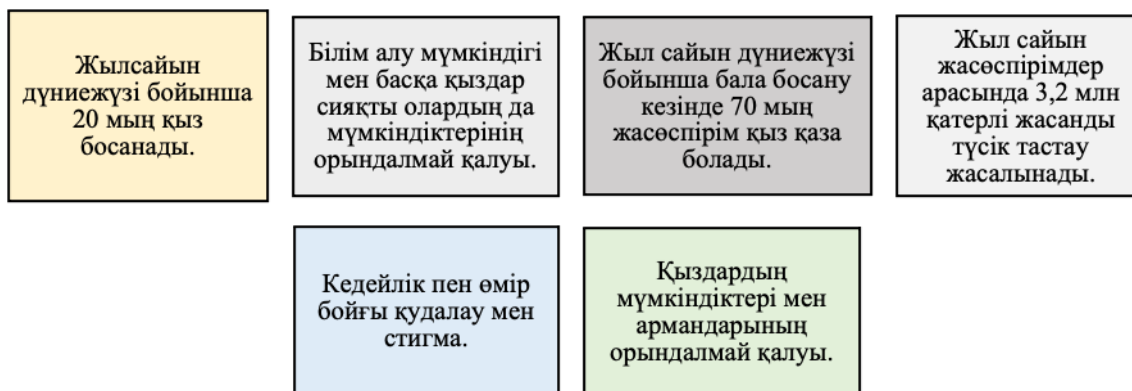 Жылсайын
дүниежүзі бойынша
20 мың қыз
босанады.
Білім алу мүмкіндігі
мен басқа қыздар
сияқты олардың да
мүмкіндіктерінің
орындалмай қалуы.
Жыл сайын дүниежүзі
бойынша бала босану
кезінде 70 мың
жасөспірім қыз қаза
болады.
Жыл сайын
жасөспірімдер
арасында 3,2 млн
қатерлі жасанды
түсік тастау
жасалынады.
Кедейлік пен өмір
бойғы қудалау мен
стигма.
Қыздардың
мүмкіндіктері мен
армандарының
орындалмай қалуы.